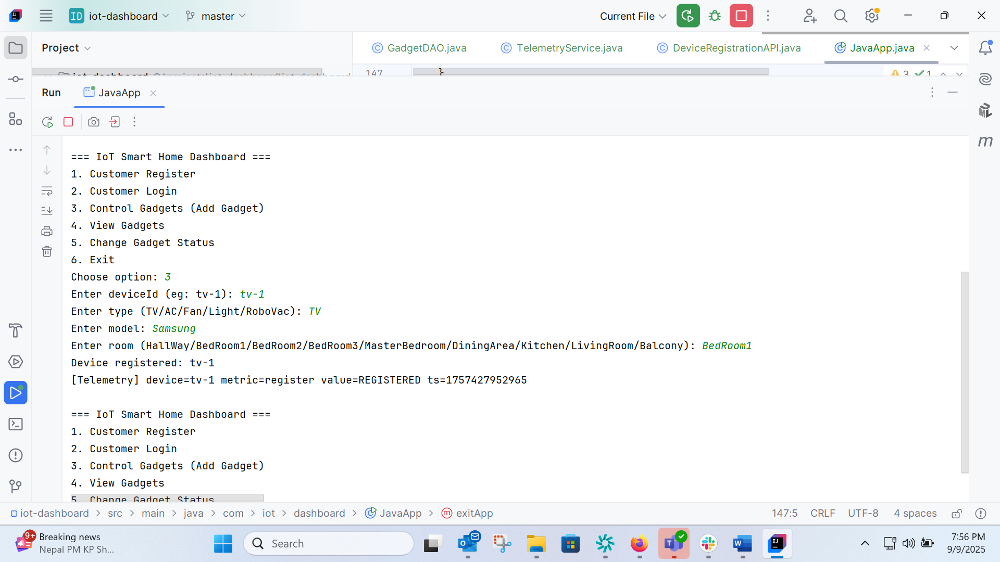 ID iot-dashboard master Current File
Project
GadgetDAO.java TelemetryService.java DeviceRegistrationAPI.java JavaApp.java
147 } 3 1
Run JavaApp
=== IoT Smart Home Dashboard ===
1. Customer Register
2. Customer Login
3. Control Gadgets (Add Gadget)
4. View Gadgets
5. Change Gadget Status
6. Exit
Choose option: 3
Enter deviceId (eg: tv-1): tv-1
Enter type (TV/AC/Fan/Light/RoboVac): TV
Enter model: Samsung
Enter room (HallWay/BedRoom1/BedRoom2/BedRoom3/MasterBedroom/DiningArea/Kitchen/LivingRoom/Balcony): BedRoom1
Device registered: tv-1
[Telemetry] device=tv-1 metric=register value=REGISTERED ts=1757427952965
=== IoT Smart Home Dashboard ===
1. Customer Register
2. Customer Login
3. Control Gadgets (Add Gadget)
4. View Gadgets
5. Change Gadget Status
iot-dashboard > src > main > java > com > iot > dashboard > JavaApp > exitApp 147:5 CRLF UTF-8 4 spaces
9+ Breaking news
Nepal PM KP Sh...
Search
7:56 PM
9/9/2025